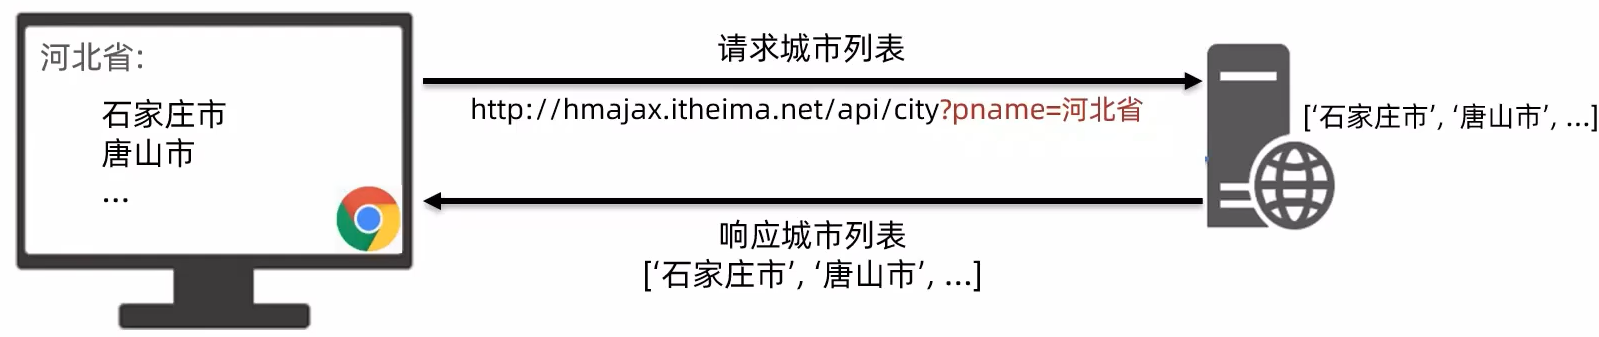 河北省:
石家庄市
唐山市
...
请求城市列表
http://hmajax.itheima.net/api/city?pname=河北省
['石家庄市', '唐山市', ...]
响应城市列表
['石家庄市', '唐山市', ...]